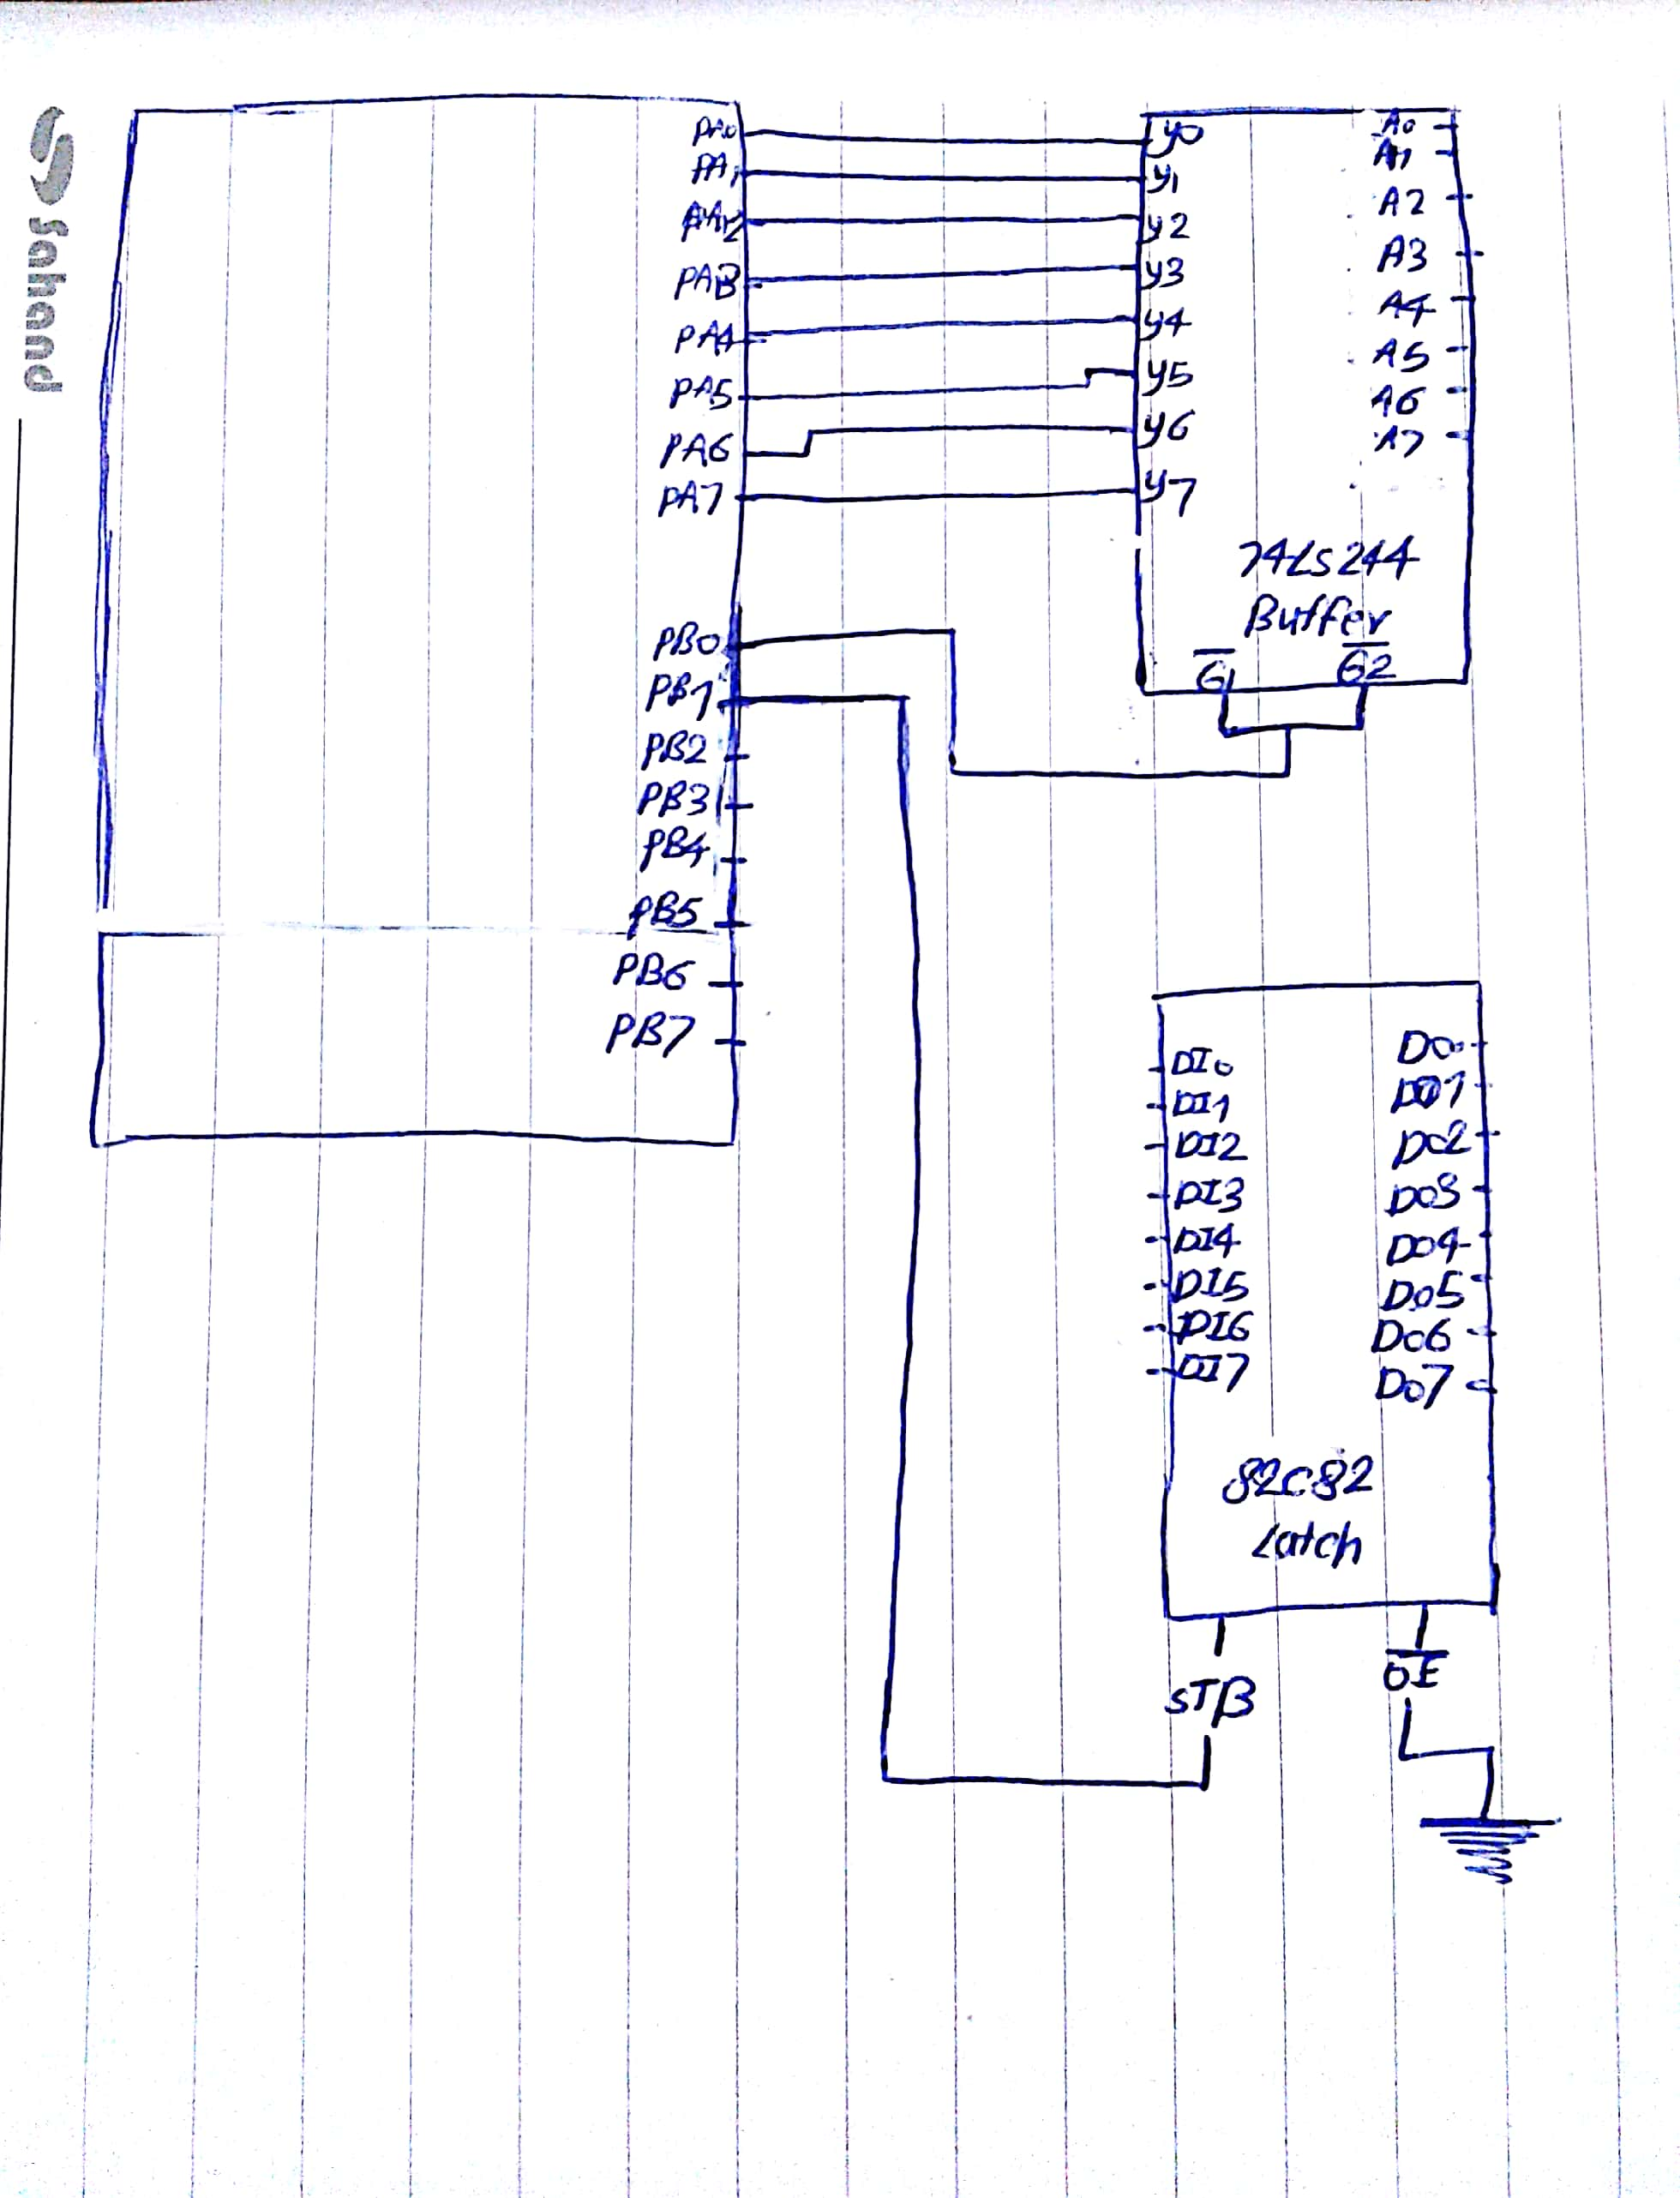 Sahand
PA0
PA1
PA2
PA3
PA4
PA5
PA6
PA7
PB0
PB1
PB2
PB3
PB4
PB5
PB6
PB7
y0
y1
y2
y3
y4
y5
y6
y7
A0
A1
A2
A3
A4
A5
A6
A7
74LS244
Buffer
G1
G2
DI0
DI1
DI2
DI3
DI4
DI5
DI6
DI7
DO0
DO1
DO2
DO3
DO4
DO5
DO6
DO7
82C82
Latch
STB
OE